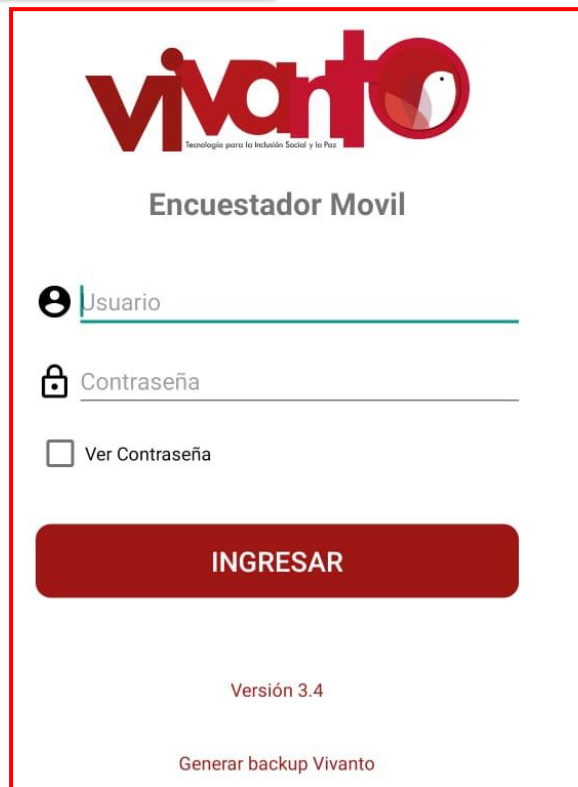 vivanto
Tecnología para la Inclusión Social y la Paz
Encuestador Movil
Usuario
Contraseña
Ver Contraseña
INGRESAR
Versión 3.4
Generar backup Vivanto